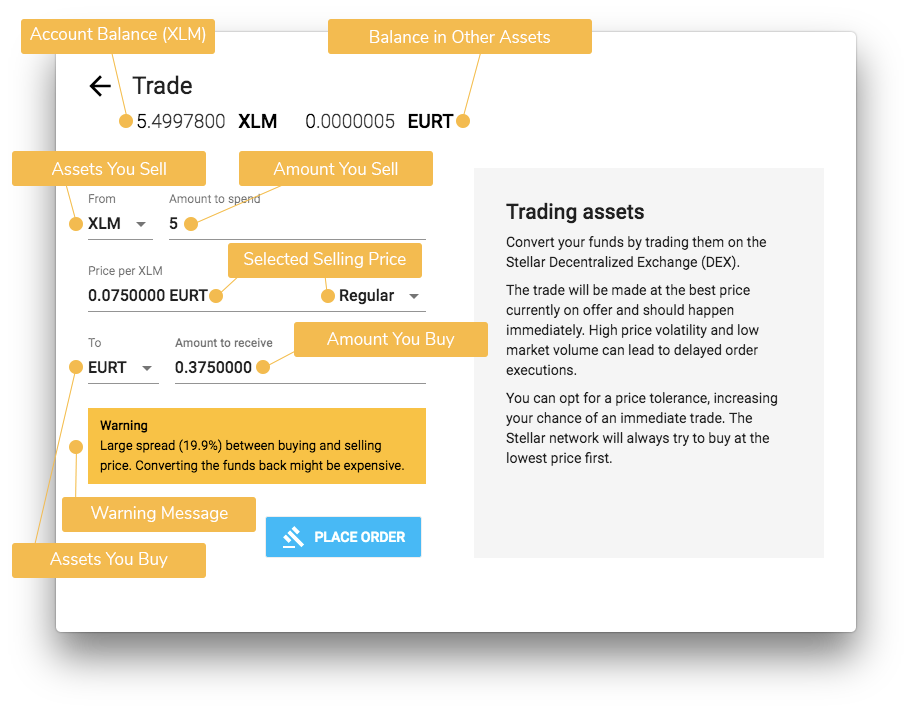 Account Balance (XLM)
Balance in Other Assets
Trade
5.4997800 XLM 0.0000005 EURT
Assets You Sell
Amount You Sell
From
Amount to spend
XLM
5
Selected Selling Price
Price per XLM
0.0750000 EURT
Regular
Amount You Buy
To
Amount to receive
EURT
0.3750000
Warning
Large spread (19.9%) between buying and selling
price. Converting the funds back might be expensive.
Warning Message
PLACE ORDER
Assets You Buy
Trading assets
Convert your funds by trading them on the
Stellar Decentralized Exchange (DEX).
The trade will be made at the best price
currently on offer and should happen
immediately. High price volatility and low
market volume can lead to delayed order
executions.
You can opt for a price tolerance, increasing
your chance of an immediate trade. The
Stellar network will always try to buy at the
lowest price first.